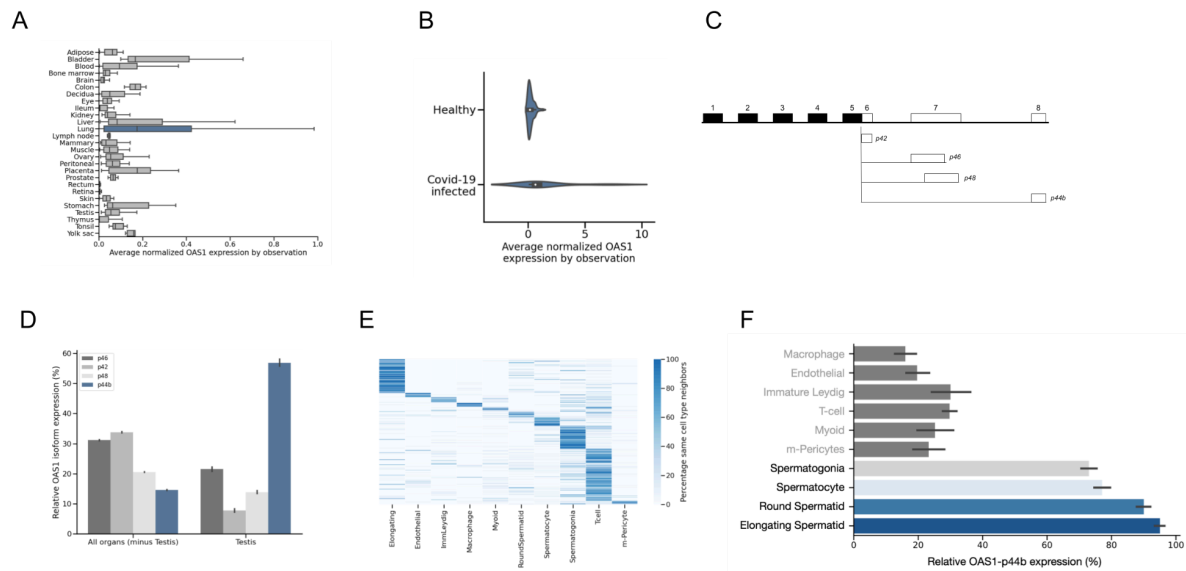 A
Adipose
Bladder
Blood
Bone marrow
Brain
Colon
Decidua
Eye
Ileum
Kidney
Liver
Lung
Lymph node
Mammary
Muscle
Ovary
Peritoneal
Placenta
Prostate
Rectum
Retina
Skin
Stomach
Testis
Thymus
Tonsil
Yolk sac
0.0 0.2 0.4 0.6 0.8 1.0
Average normalized OAS1 expression by observation
B
Healthy
Covid-19
infected
0 5 10
Average normalized OAS1
expression by observation
C
1 2 3 4 5 6 7 8
p42
p46
p48
p44b
D
Relative OAS1 isoform expression (%)
60
50
40
30
20
10
0
p46
p42
p48
p44b
All organs (minus Testis) Testis
E
100
80
60
40
20
0
Percentage same cell type neighbors
Elongating
Endothelial
ImmLeydig
Macrophage
Myoid
RoundSpermatid
Spermatocyte
Spermatogonia
Tcell
m-Pericyte
F
Macrophage
Endothelial
Immature Leydig
T-cell
Myoid
m-Pericytes
Spermatogonia
Spermatocyte
Round Spermatid
Elongating Spermatid
0 20 40 60 80 100
Relative OAS1-p44b expression (%)